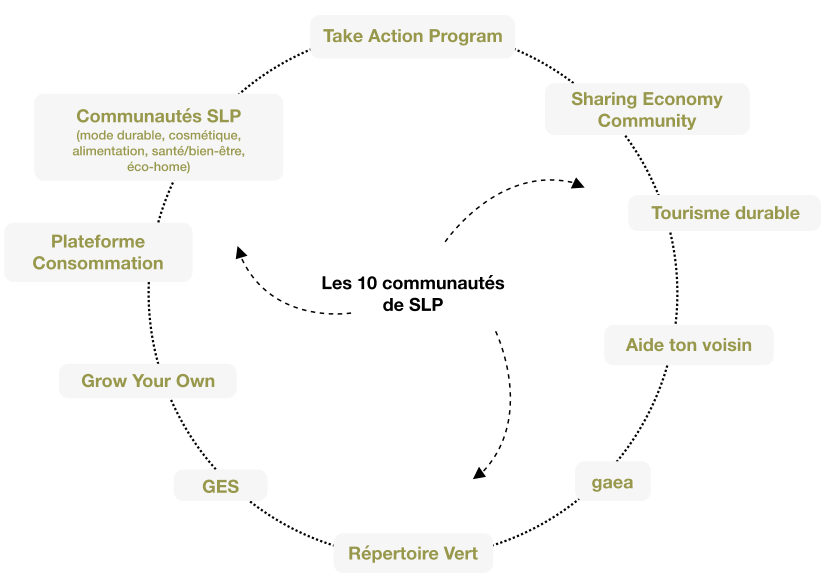 Take Action Program
Sharing Economy
Community
Communautés SLP
(mode durable, cosmétique,
alimentation, santé/bien-être,
éco-home)
Tourisme durable
Plateforme
Consommation
Les 10 communautés
de SLP
Aide ton voisin
Grow Your Own
gaea
GES
Répertoire Vert